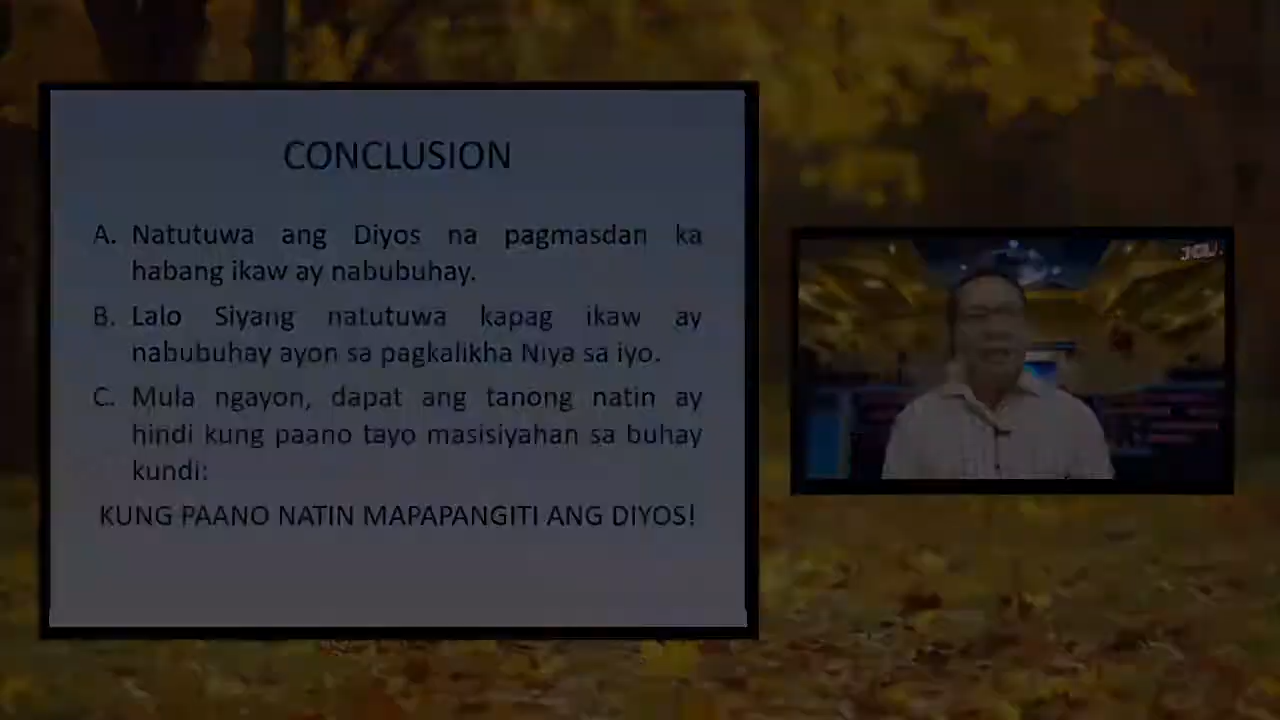 CONCLUSION
A. Natutuwa ang Diyos na pagmasdan ka
habang ikaw ay nabubuhay.
B. Lalo Siyang natutuwa kapag ikaw ay
nabubuhay ayon sa pagkalikha Niya sa iyo.
C. Mula ngayon, dapat ang tanong natin ay
hindi kung paano tayo masisiyahan sa buhay
kundi:
KUNG PAANO NATIN MAPAPANGITI ANG DIYOS!